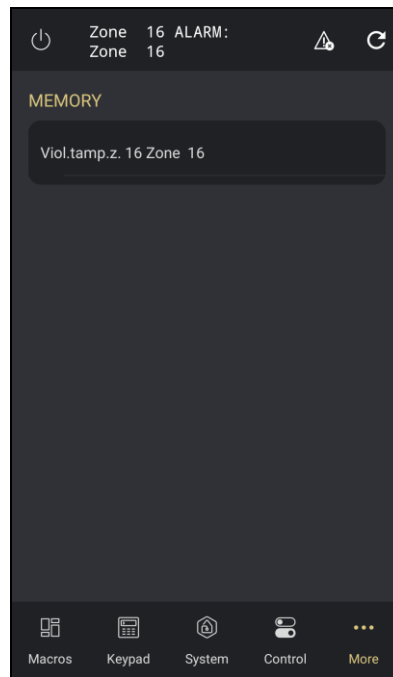 Zone 16 ALARM:
Zone 16
MEMORY
Viol.tamp.z. 16 Zone 16
Macros Keypad System Control More